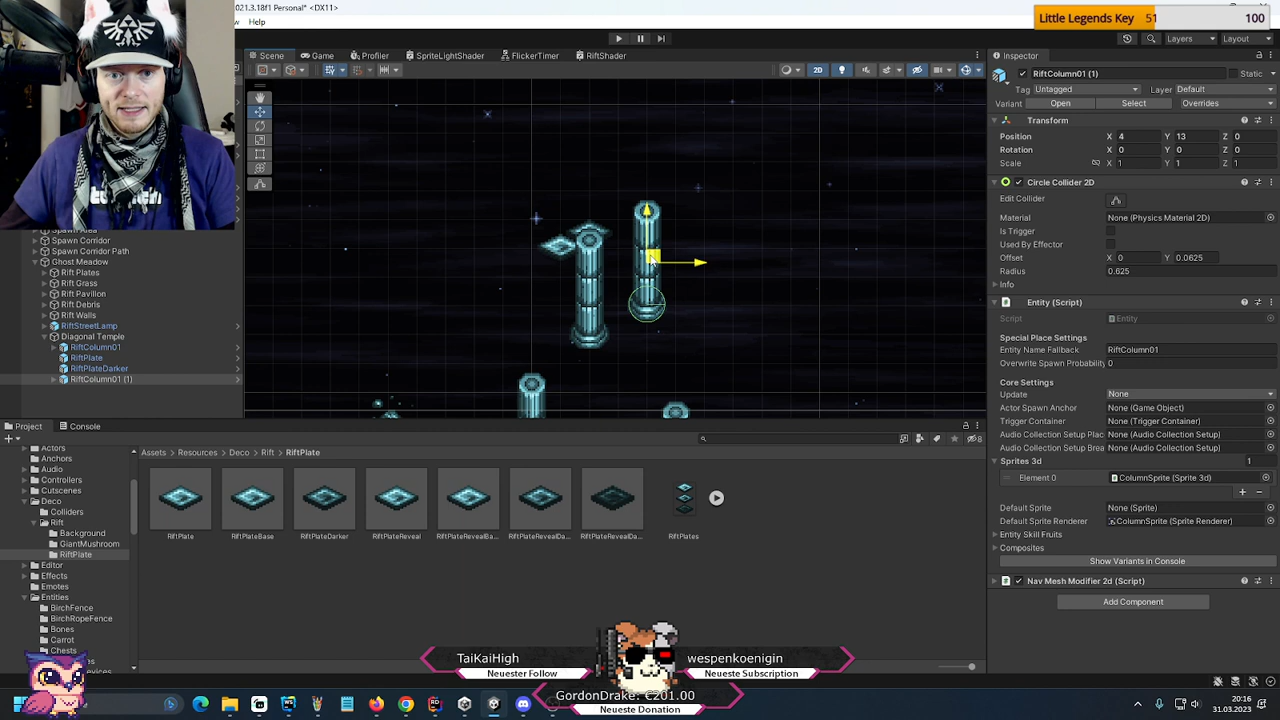 021.3.18f1 Personal* <DX11>
Help
Little Legends Key 51 100
Layers
Layout
Scene
Game
Profiler
SpriteLightShader
FlickerTimer
RiftShader
2D
Spawn Corridor
Spawn Corridor Path
Ghost Meadow
Rift Plates
Rift Grass
Rift Pavillon
Rift Debris
Rift Walls
RiftStreetLamp
Diagonal Temple
RiftColumn01
RiftPlate
RiftPlateDarker
RiftColumn01 (1)
Inspector
RiftColumn01 (1) Static
Tag Untagged Layer Default
Variant Open Select Overrides
Transform
Position X 4 Y 13 Z 0
Rotation X 0 Y 0 Z 0
Scale X 1 Y 1 Z 1
Circle Collider 2D
Edit Collider
Material None (Physics Material 2D)
Is Trigger
Used By Effector
Offset X 0 Y 0.0625
Radius 0.625
Info
Entity (Script)
Script Entity
Special Place Settings
Entity Name Fallback RiftColumn01
Overwrite Spawn Probability 0
Core Settings
Update None
Actor Spawn Anchor None (Game Object)
Trigger Container None (Trigger Container)
Audio Collection Setup Plac None (Audio Collection Setup)
Audio Collection Setup Brea None (Audio Collection Setup)
Sprites 3d 1
Element 0 ColumnSprite (Sprite 3d)
Default Sprite None (Sprite)
Default Sprite Renderer ColumnSprite (Sprite Renderer)
Entity Skill Fruits
Composites
Show Variants in Console
Nav Mesh Modifier 2d (Script)
Add Component
Project
Console
8
Actors
Anchors
Audio
Controllers
Cutscenes
Deco
Colliders
Rift
Background
GiantMushroom
RiftPlate
Editor
Effects
Emotes
Entities
BirchFence
BirchRopeFence
Bones
Carrot
Chests
Assets > Resources > Deco > Rift > RiftPlate
RiftPlate
RiftPlateBase
RiftPlateDarker
RiftPlateReveal
RiftPlateRevealBa...
RiftPlateRevealDa...
RiftPlateRevealDa...
RiftPlates
TaiKaiHigh
Neuester Follow
wespenkoenigin
Neueste Subscription
GordonDrake: €201.00
Neueste Donation
20:16
31.03.2023